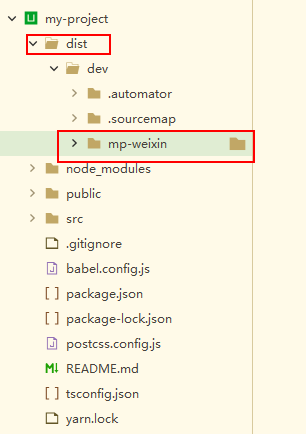 my-project
dist
dev
.automator
.sourcemap
mp-weixin
node_modules
public
src
.gitignore
babel.config.js
package.json
package-lock.json
postcss.config.js
README.md
tsconfig.json
yarn.lock